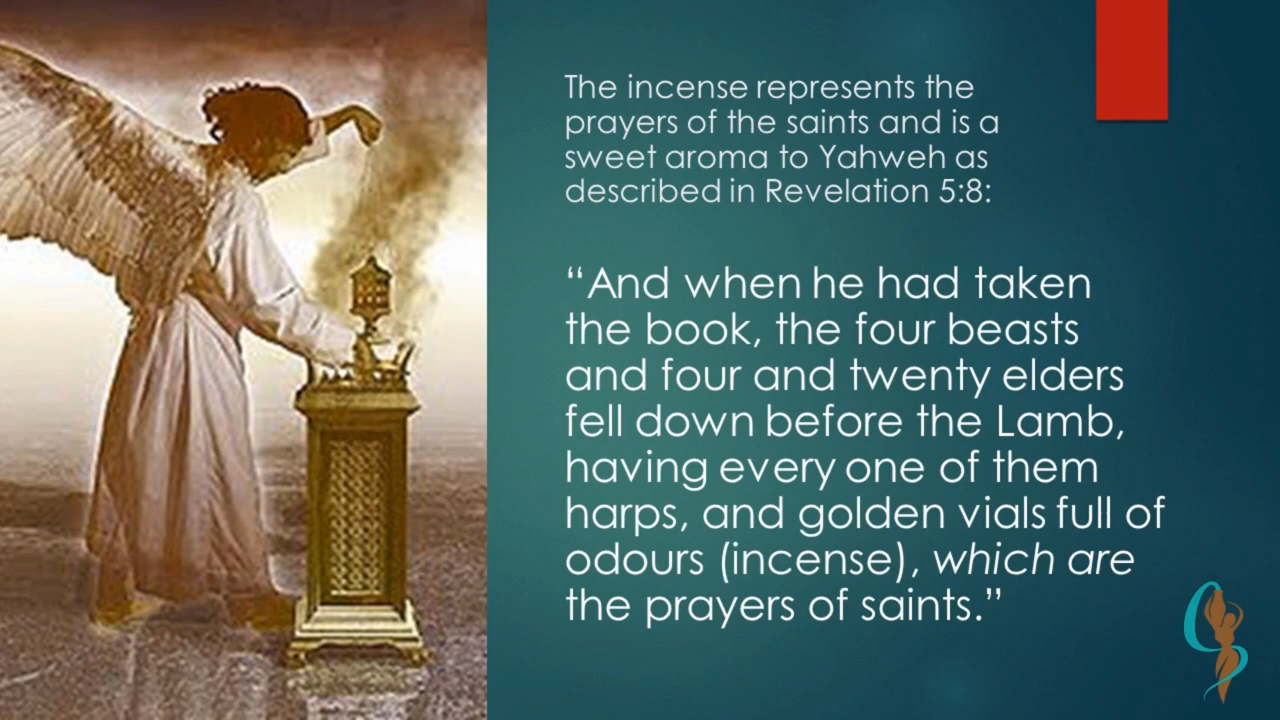 The incense represents the
prayers of the saints and is a
sweet aroma to Yahweh as
described in Revelation 5:8:
“And when he had taken
the book, the four beasts
and four and twenty elders
fell down before the Lamb,
having every one of them
harps, and golden vials full of
odours (incense), which are
the prayers of saints.”